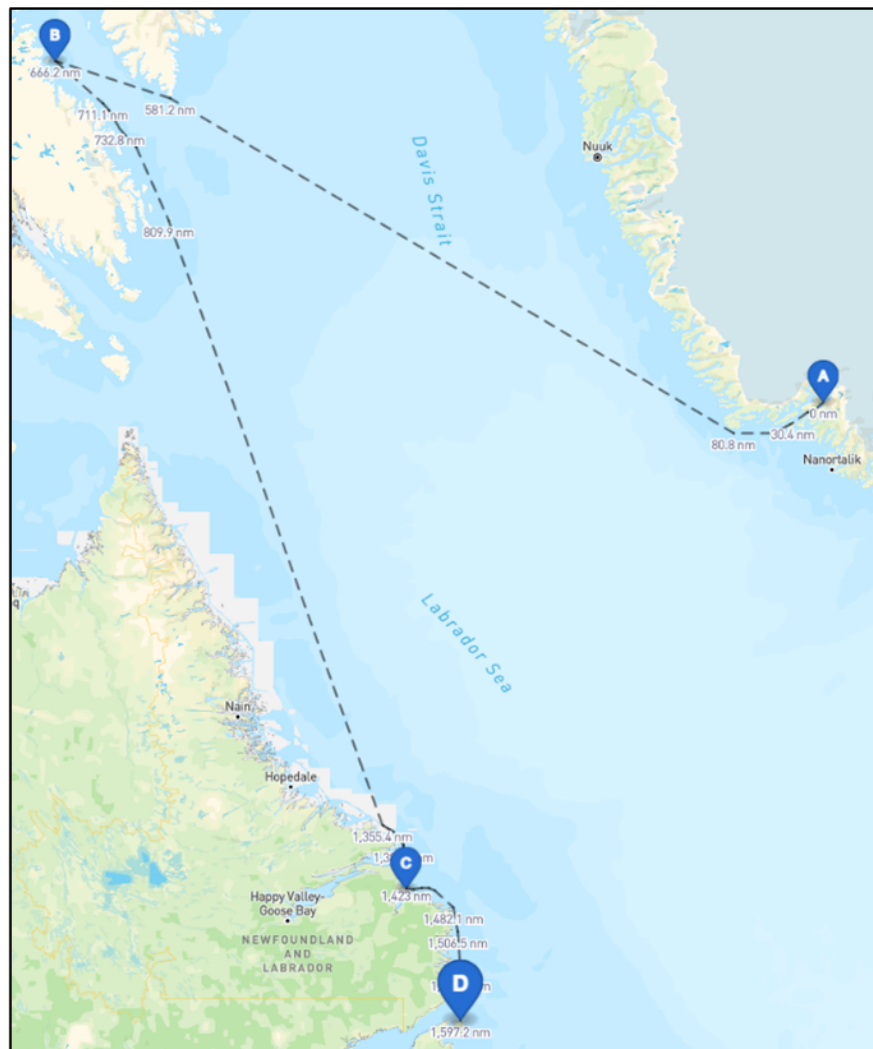 B
666.2 nm
711.1 nm
581.2 nm
732.8 nm
Davis Strait
Nuuk
809.9 nm
A
0 nm
30.4 nm
80.8 nm
Nanortalik
q
Labrador Sea
Nain
Hopedale
1,355.4 nm
nm
C
1,423 nm
Happy Valley-
Goose Bay
1,482.1 nm
NEWFOUNDLAND
AND
LABRADOR
1,506.5 nm
D
1,597.2 nm